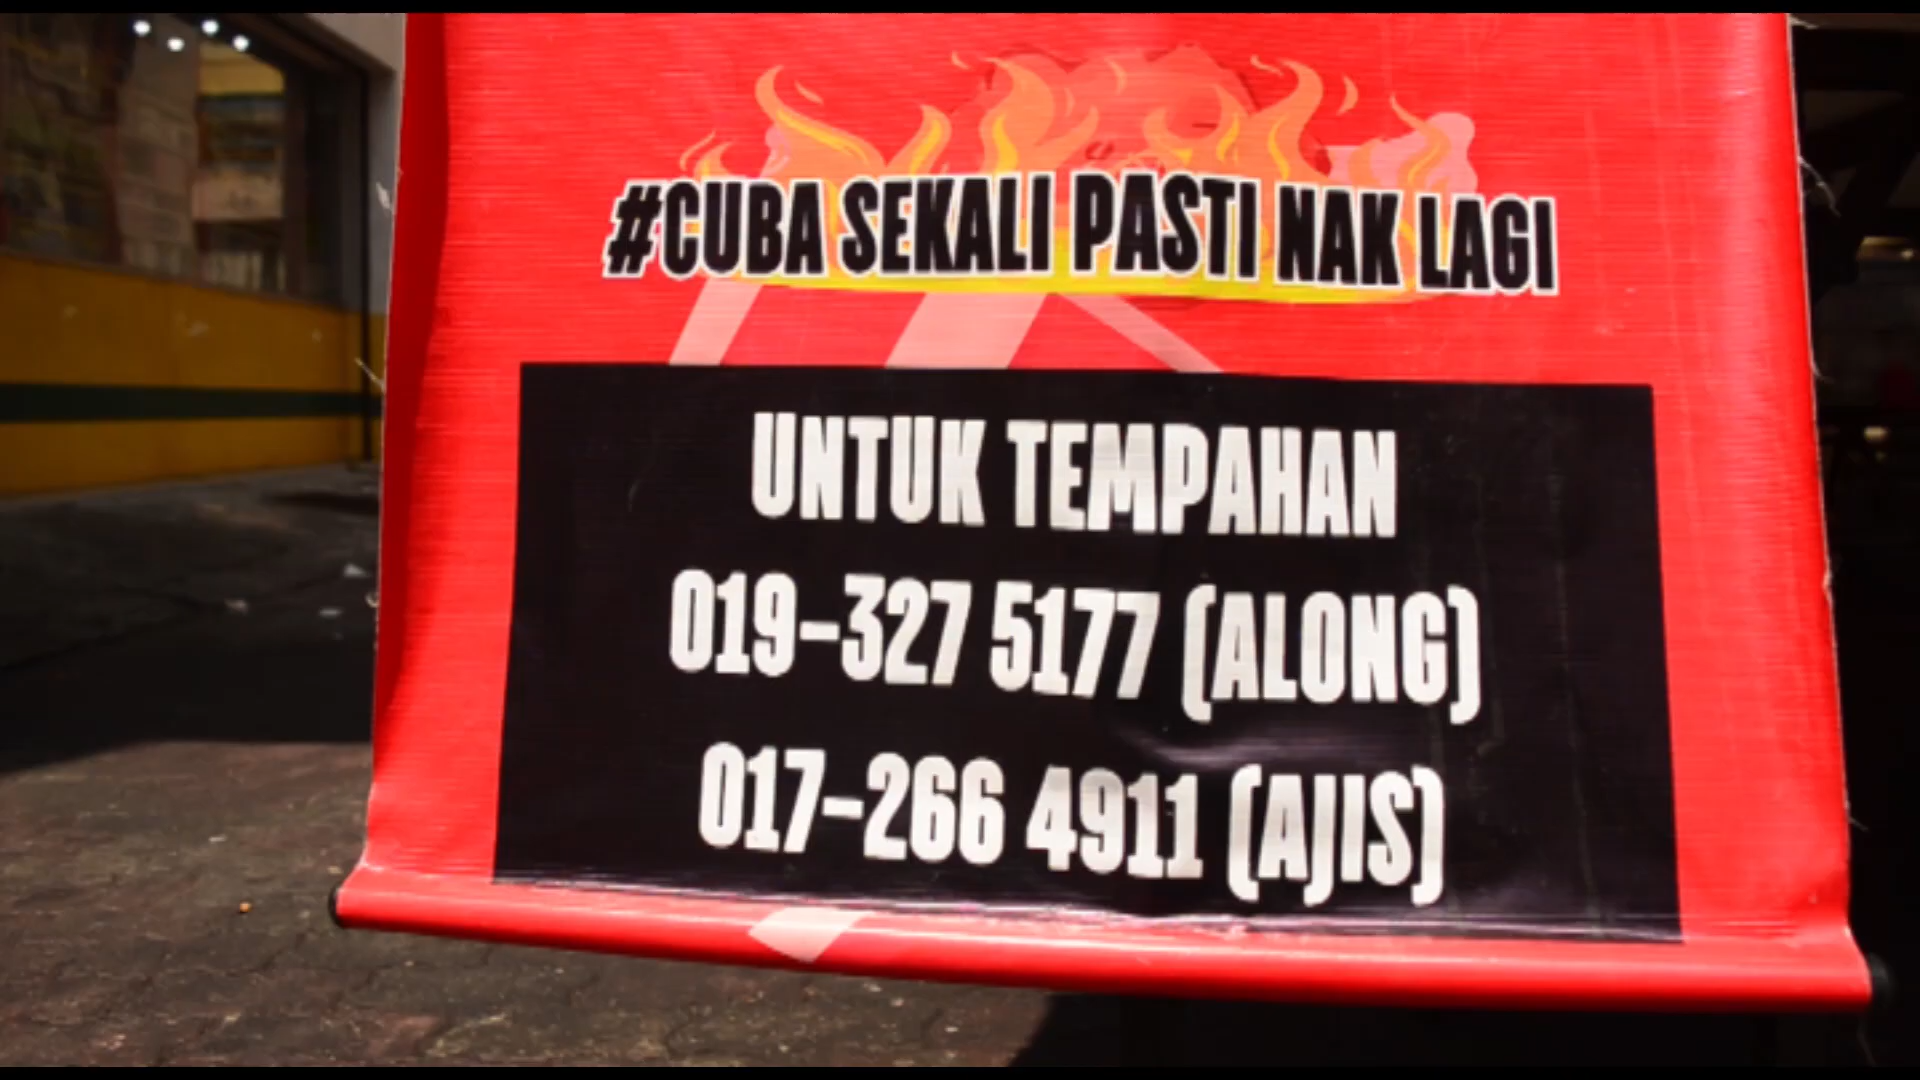 #CUBA SEKALI PASTI NAK LAGI
UNTUK TEMPAHAN
019-327 5177 (ALONG)
017-266 4911 (AJIS)